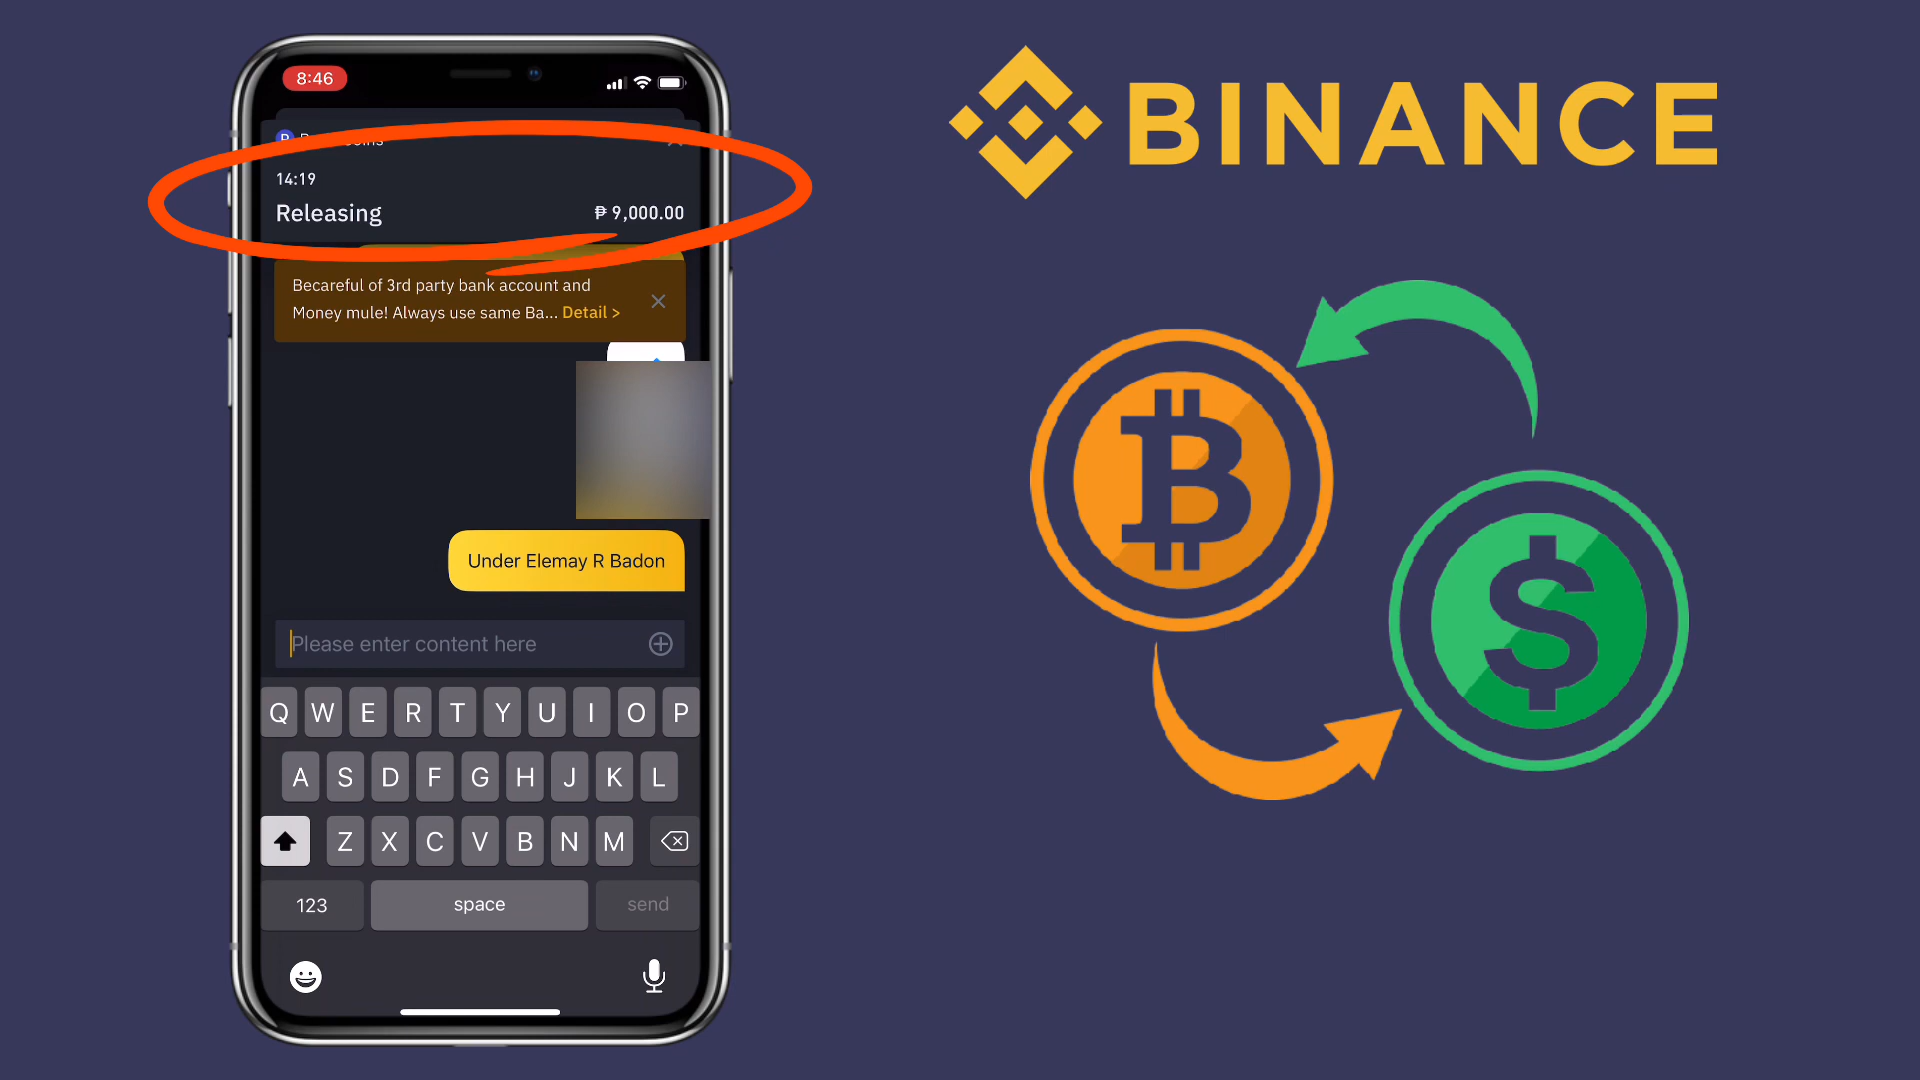 8:46
BINANCE
14:19
Releasing
₱ 9,000.00
Becareful of 3rd party bank account and
Money mule! Always use same Ba... Detail >
Under Elemay R Badon
Please enter content here
Q W E R T Y U I O P
A S D F G H J K L
Z X C V B N M
123 space send